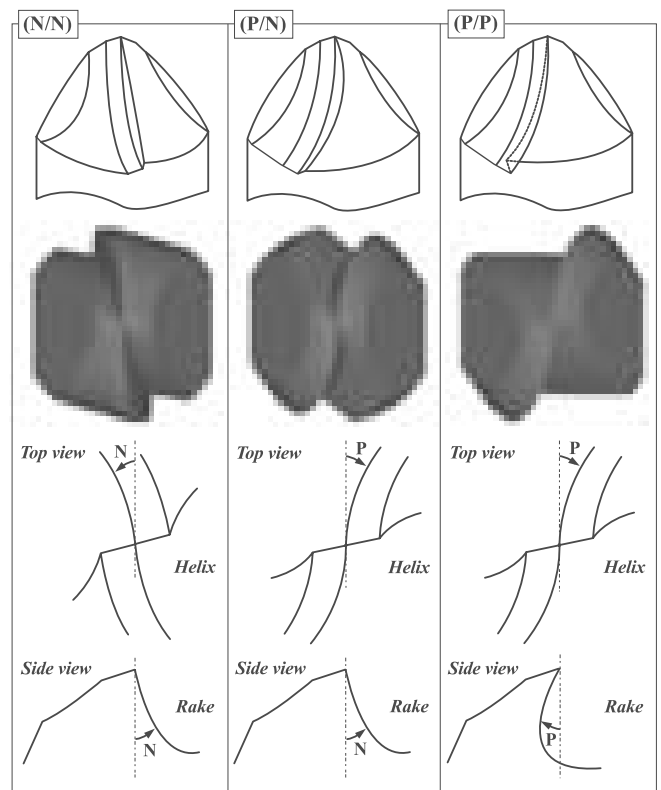 (N/N) (P/N) (P/P)
Top view N Top view P Top view P
Helix Helix Helix
Side view Side view Side view
Rake Rake Rake
N N P